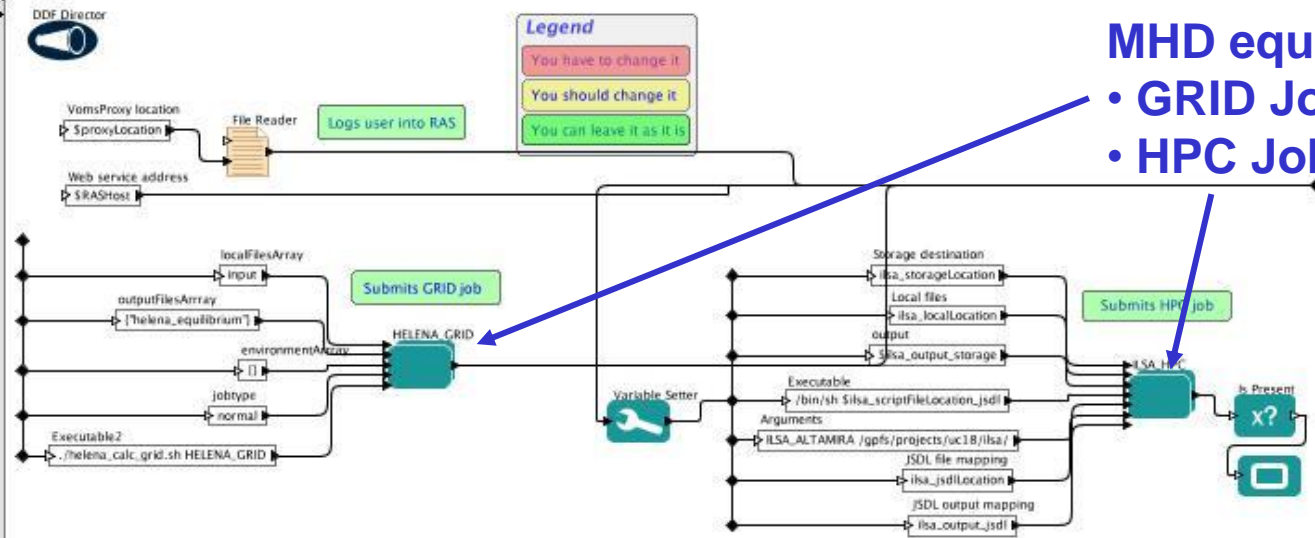 DDF Director
Legend
You have to change it
You should change it
You can leave it as it is
MHD equ
• GRID Jo
• HPC Jol
VomsProxy location
$proxyLocation
File Reader
Logs user into RAS
Web service address
$RASHost
localFilesArray
input
outputFilesArrray
{"helena_equilibrium"}
environmentArray
[]
jobtype
normal
Executable2
./helena_calc_grid.sh HELENA_GRID
Submits GRID job
HELENA_GRID
Variable Setter
Storage destination
ilsa_storageLocation
Local files
ilsa_localLocation
output
$ilsa_output_storage
Executable
/bin/sh $ilsa_scriptFileLocation_jsdl
Arguments
ILSA_ALTAMIRA /gpfs/projects/uc18/ilsa/
JSDL file mapping
ilsa_jsdlLocation
JSDL output mapping
ilsa_output_jsdl
Submits HPC job
ILSA_HPC
Is Present
x?